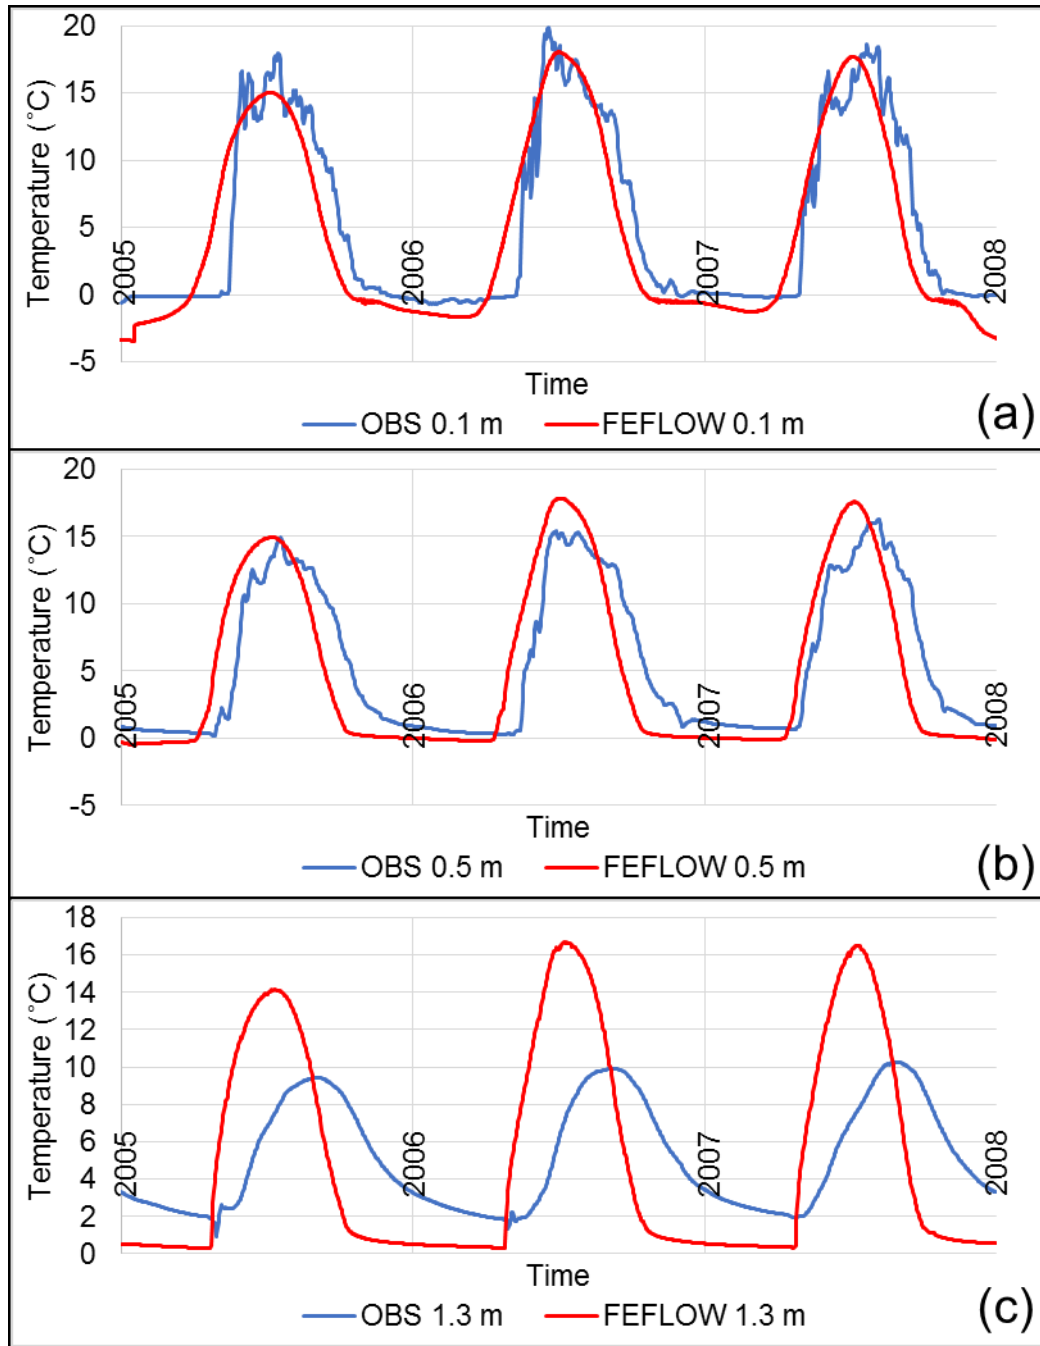 20
15
10
5
0
-5
Temperature (°C)
2005
2006
2007
2008
Time
OBS 0.1 m
FEFLOW 0.1 m
(a)
20
15
10
5
0
-5
Temperature (°C)
2005
2006
2007
2008
Time
OBS 0.5 m
FEFLOW 0.5 m
(b)
18
16
14
12
10
8
6
4
2
0
Temperature (°C)
2005
2006
2007
2008
Time
OBS 1.3 m
FEFLOW 1.3 m
(c)